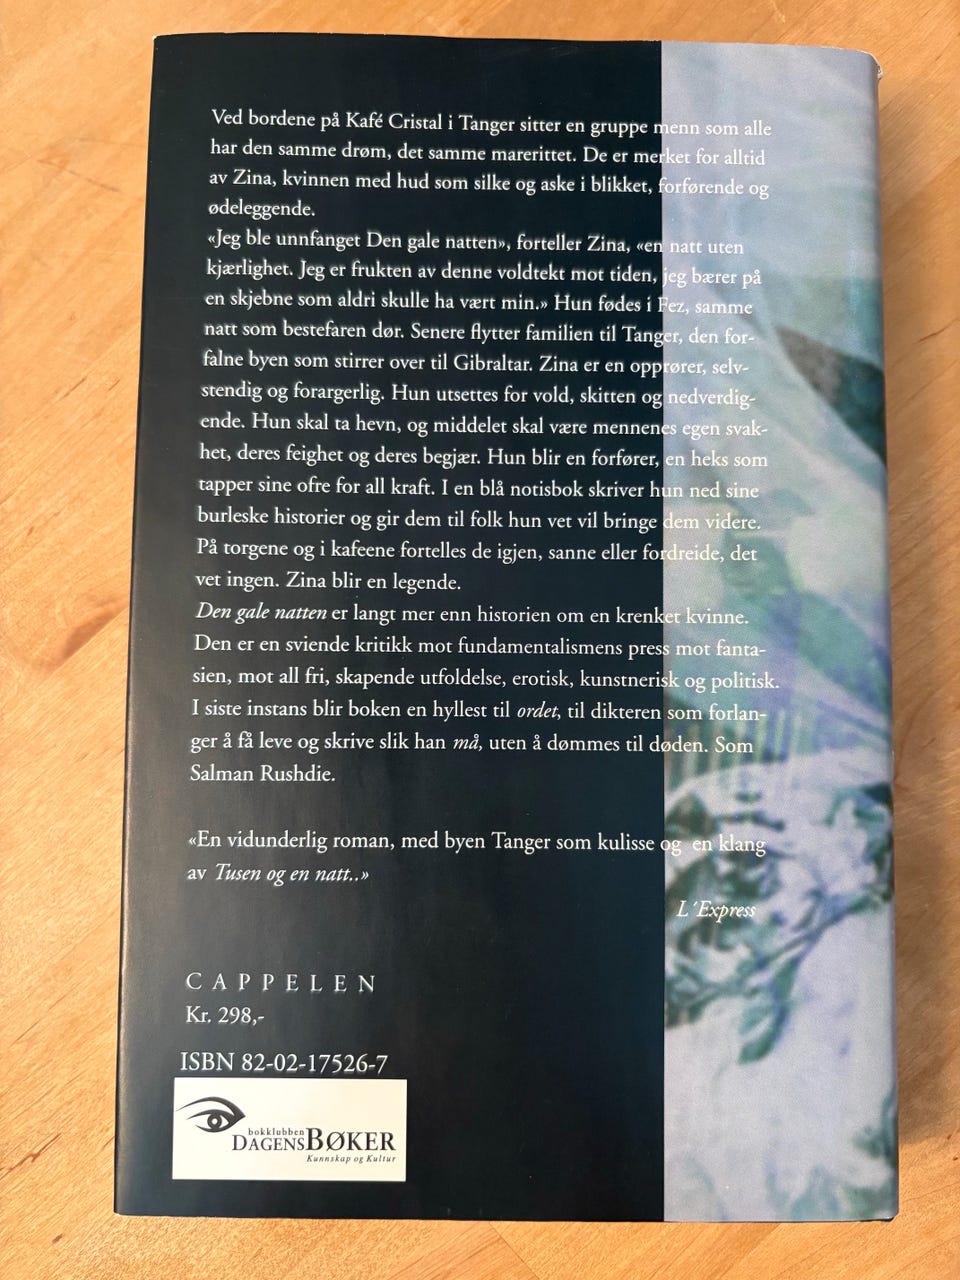 Ved bordene på Kafé Cristal i Tanger sitter en gruppe menn som alle
har den samme drøm, det samme marerittet. De er merket for alltid
av Zina, kvinnen med hud som silke og aske i blikket, forførende og
ødeleggende.
«Jeg ble unnfanget Den gale natten», forteller Zina, «en natt uten
kjærlighet. Jeg er frukten av denne voldtekt mot tiden, jeg bærer på
en skjebne som aldri skulle ha vært min.» Hun fødes i Fez, samme
natt som bestefaren dør. Senere flytter familien til Tanger, den for-
falne byen som stirrer over til Gibraltar. Zina er en opprører, selv-
stendig og forargerlig. Hun utsettes for vold, skitten og nedverdig-
ende. Hun skal ta hevn, og middelet skal være mennenes egen svak-
het, deres feighet og deres begjær. Hun blir en forfører, en heks som
tapper sine ofre for all kraft. I en blå notisbok skriver hun ned sine
burleske historier og gir dem til folk hun vet vil bringe dem videre.
På torgene og i kafeene fortelles de igjen, sanne eller fordreide, det
vet ingen. Zina blir en legende.
Den gale natten er langt mer enn historien om en krenket kvinne.
Den er en sviende kritikk mot fundamentalismens press mot fanta-
sien, mot all fri, skapende utfoldelse, erotisk, kunstnerisk og politisk.
I siste instans blir boken en hyllest til ordet, til dikteren som forlan-
ger å få leve og skrive slik han må, uten å dømmes til døden. Som
Salman Rushdie.
«En vidunderlig roman, med byen Tanger som kulisse og en klang
av Tusen og en natt..»
L´Express
CAPPELEN
Kr. 298,-
ISBN 82-02-17526-7
bokklubben
DAGENSBØKER
Kunnskap og Kultur